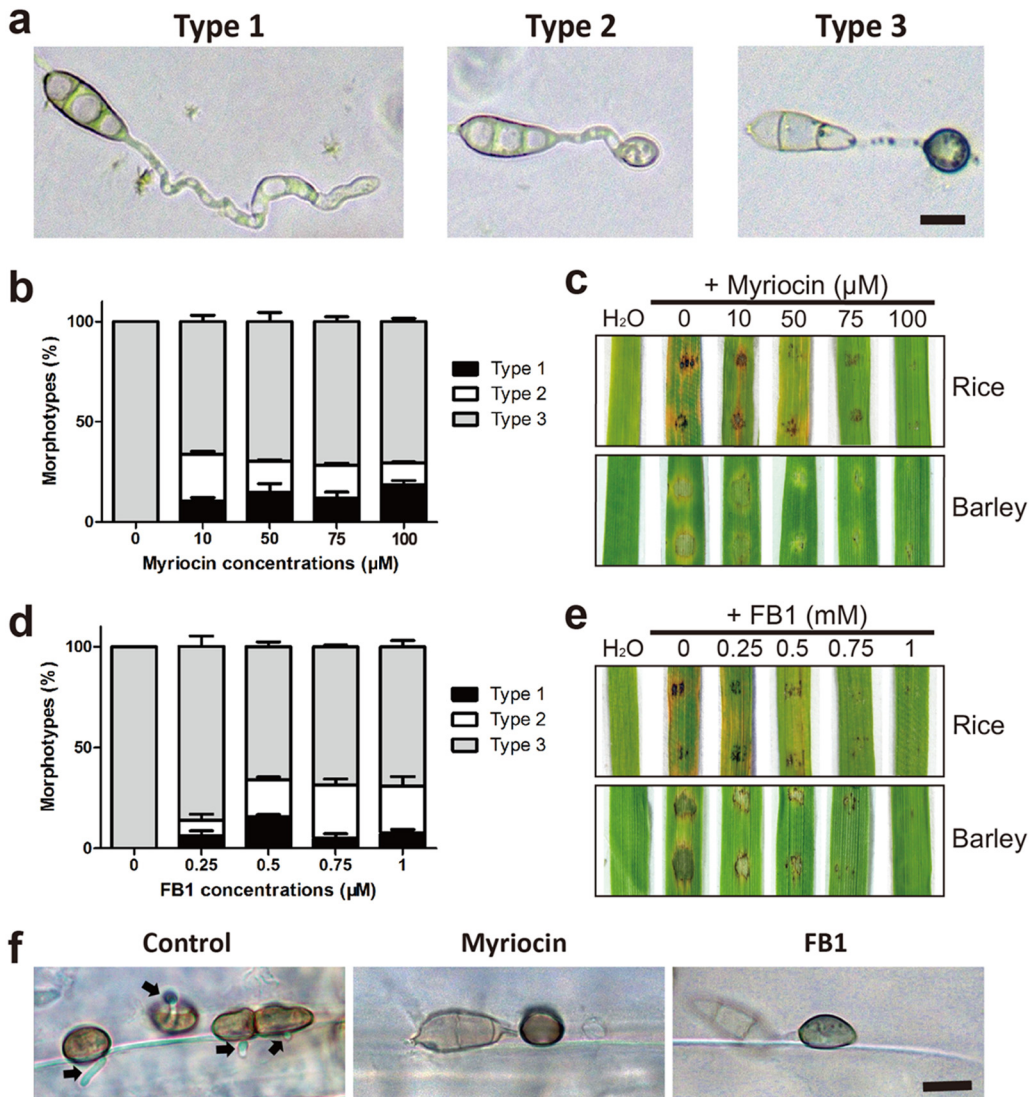 a
Type 1
Type 2
Type 3
b
Morphotypes (%)
100
50
0
0
10
50
75
100
Myriocin concentrations (µM)
Type 1
Type 2
Type 3
c
+ Myriocin (µM)
H₂O
0
10
50
75
100
Rice
Barley
d
Morphotypes (%)
100
50
0
0
0.25
0.5
0.75
1
FB1 concentrations (µM)
Type 1
Type 2
Type 3
e
+ FB1 (mM)
H₂O
0
0.25
0.5
0.75
1
Rice
Barley
f
Control
Myriocin
FB1